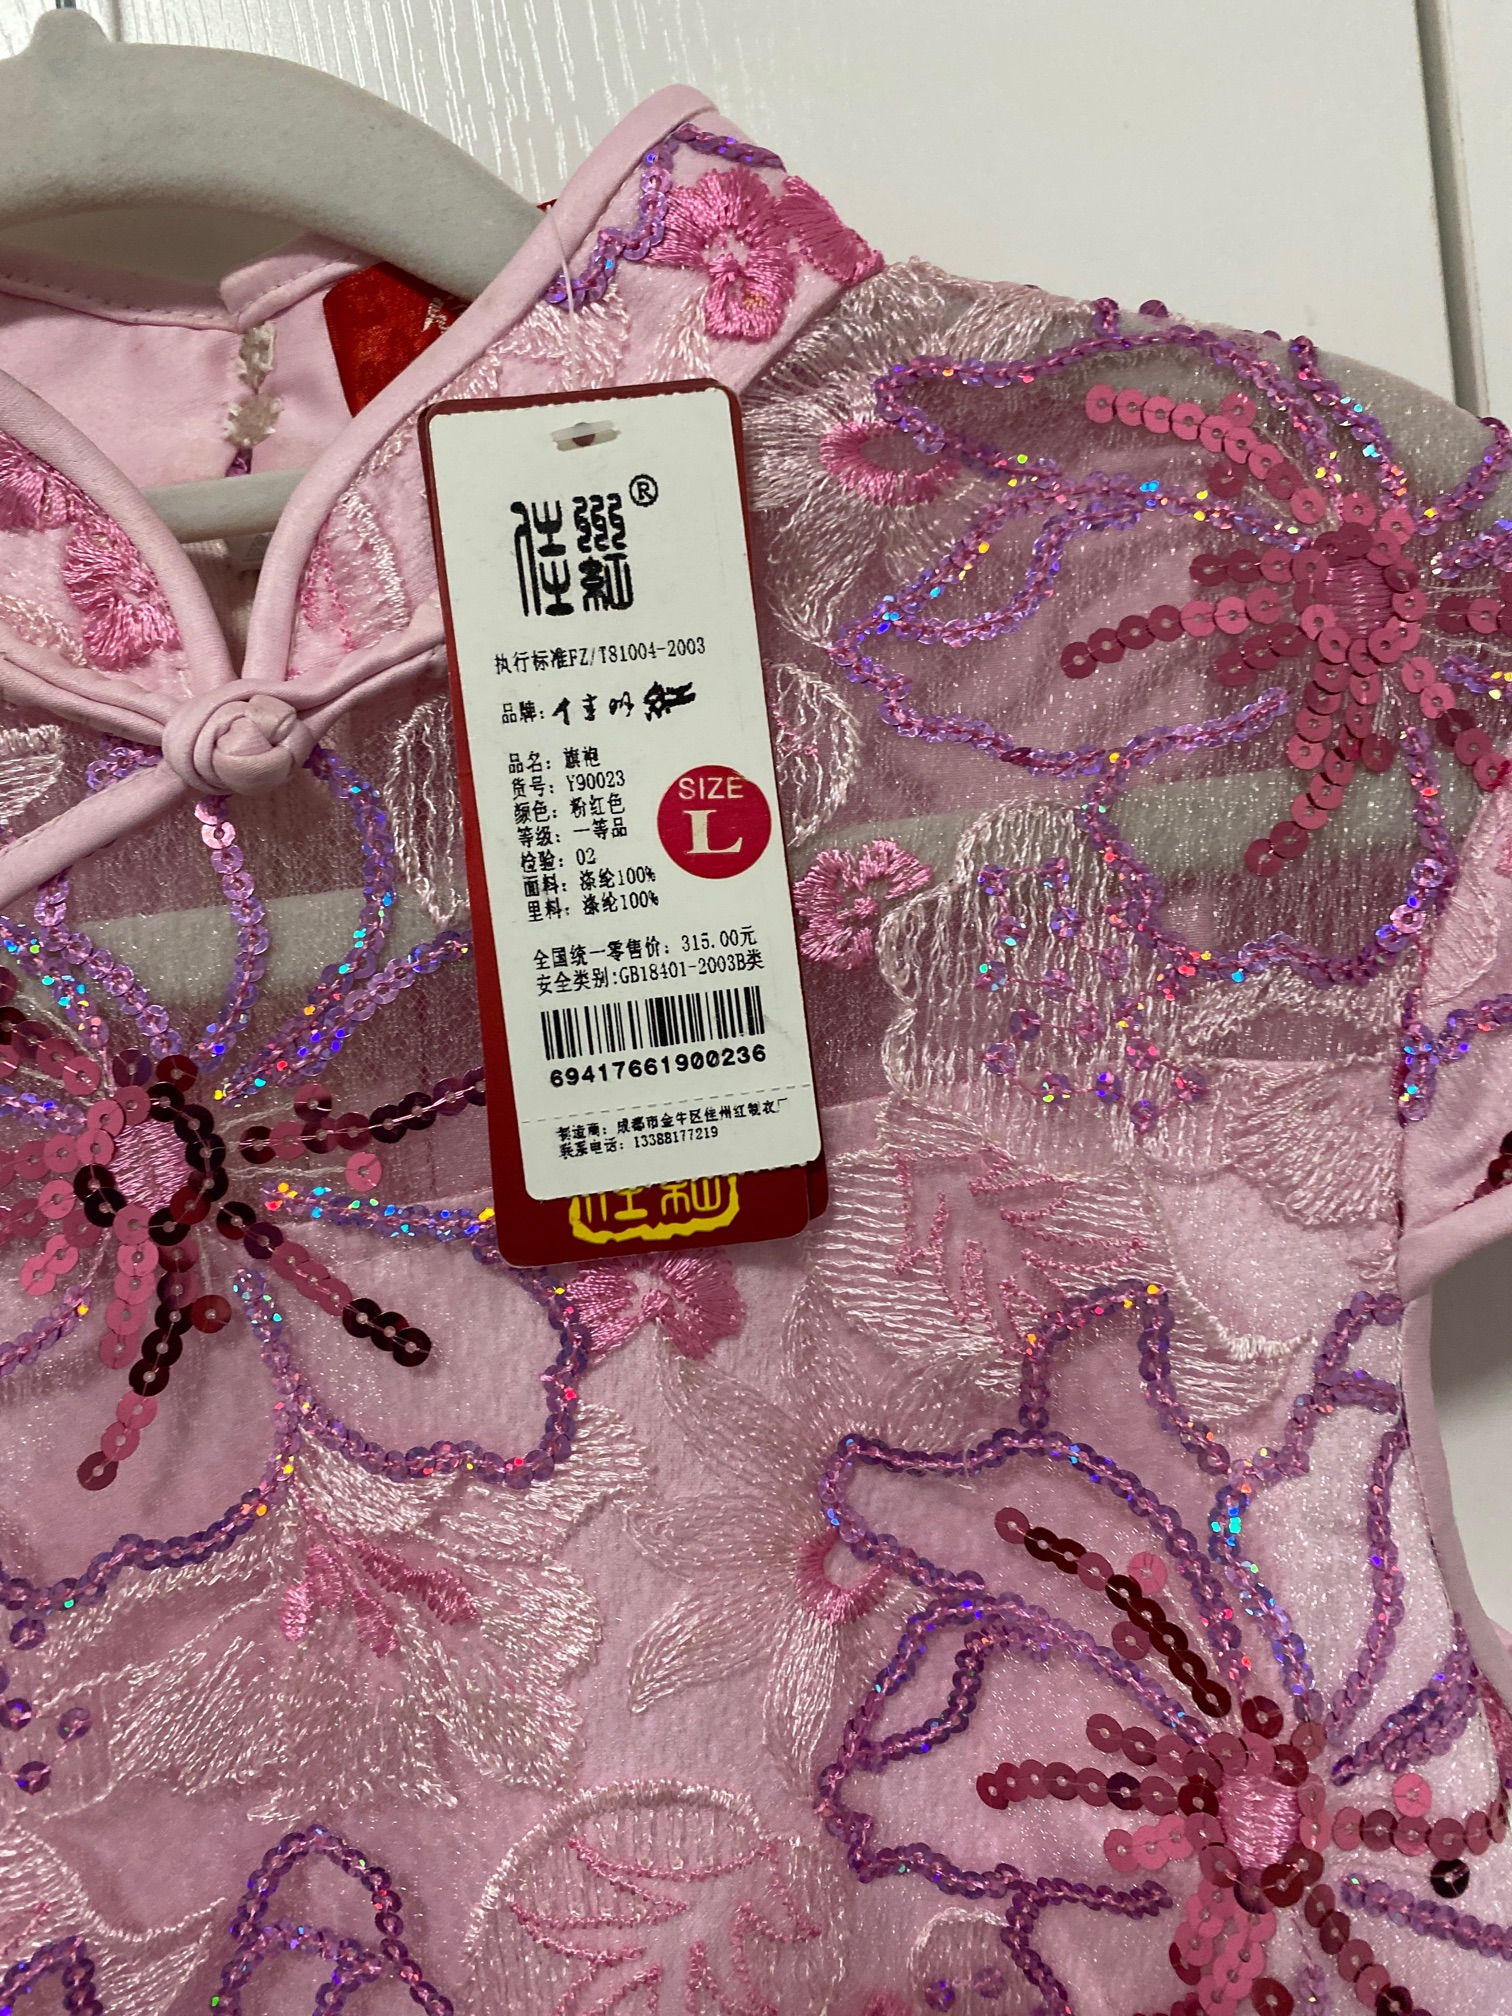 佳红®
执行标准FZ/T81004-2003
品牌:
品名: 旗袍
货号: Y90023
颜色: 粉红色
等级: 一等品
检验: 02
面料: 涤纶100%
里料: 涤纶100%
SIZE
L
全国统一零售价: 315.00元
安全类别:GB18401-2003B类
69417661900236
制造商: 成都市金牛区佳州红制衣厂
联系电话: 13388177219